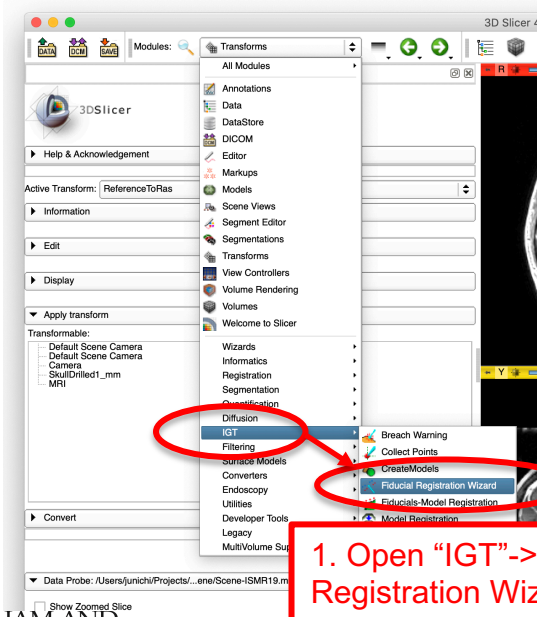 3D Slicer 4
DATA DCM SAVE Modules: Transforms
All Modules
3DSlicer
Annotations
Data
DataStore
DICOM
Editor
Markups
Models
Scene Views
Segment Editor
Segmentations
Transforms
View Controllers
Volume Rendering
Volumes
Welcome to Slicer
Wizards
Informatics
Registration
Segmentation
Quantification
Diffusion
IGT
Filtering
Surface Models
Converters
Endoscopy
Utilities
Developer Tools
Legacy
MultiVolume Sup
Breach Warning
Collect Points
CreateModels
Fiducial Registration Wizard
Fiducials-Model Registration
Model Registration
Help & Acknowledgement
Active Transform: ReferenceToRas
Information
Edit
Display
Apply transform
Transformable:
Default Scene Camera
Default Scene Camera
Camera
SkullDrilled1_mm
MRI
Convert
Data Probe: /Users/junichi/Projects/...ene/Scene-ISMR19.m
Show Zoomed Slice
R
Y
1. Open “IGT”->
Registration Wiz